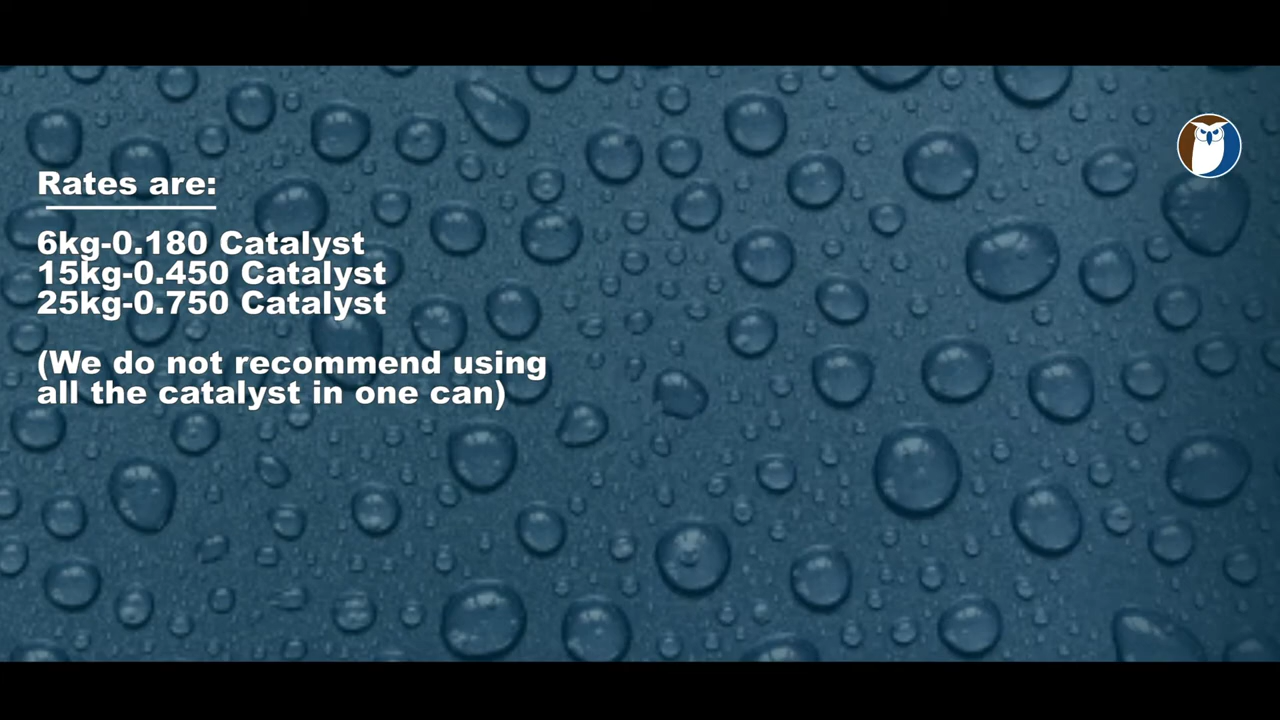 Rates are:
6kg-0.180 Catalyst
15kg-0.450 Catalyst
25kg-0.750 Catalyst
(We do not recommend using
all the catalyst in one can)